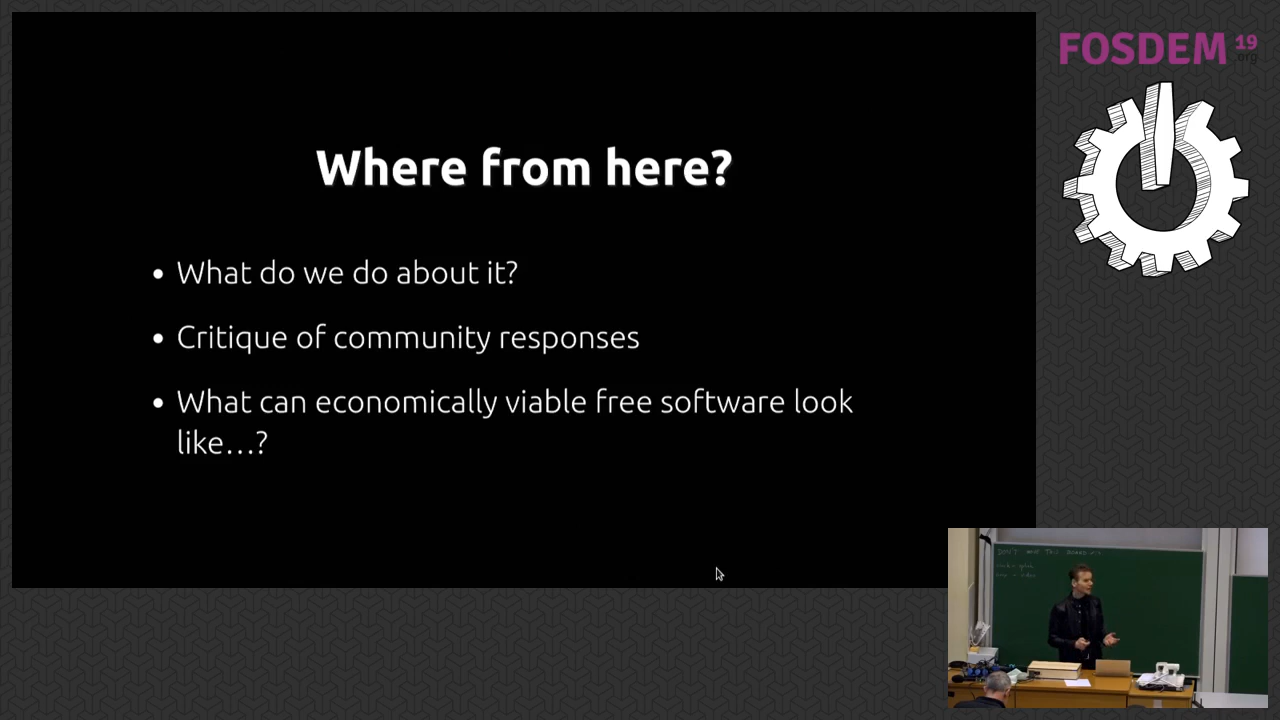 FOSDEM 19
.org
Where from here?
• What do we do about it?
• Critique of community responses
• What can economically viable free software look
like…?